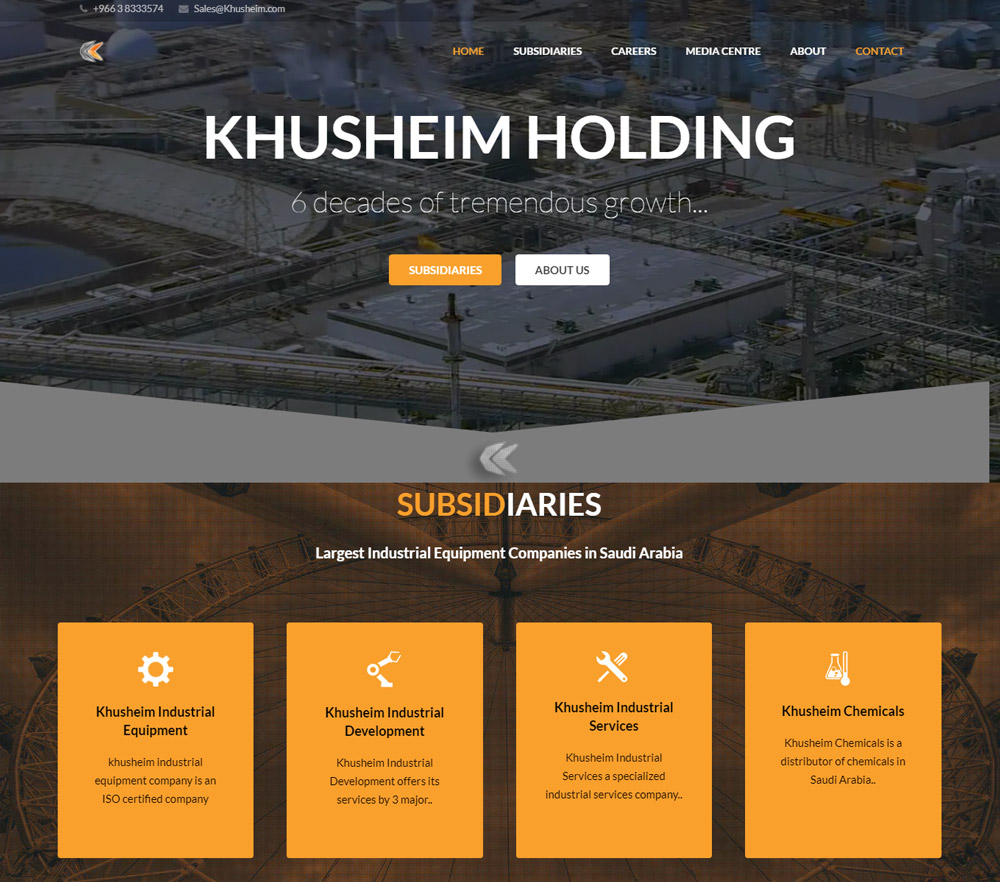 +966 3 8333574 Sales@Khusheim.com
HOME SUBSIDIARIES CAREERS MEDIA CENTRE ABOUT CONTACT
KHUSHEIM HOLDING
6 decades of tremendous growth...
SUBSIDIARIES ABOUT US
SUBSIDIARIES
Largest Industrial Equipment Companies in Saudi Arabia
Khusheim Industrial
Equipment
khusheim industrial
equipment company is an
ISO certified company
Khusheim Industrial
Development
Khusheim Industrial
Development offers its
services by 3 major..
Khusheim Industrial
Services
Khusheim Industrial
Services a specialized
industrial services company..
Khusheim Chemicals
Khusheim Chemicals is a
distributor of chemicals in
Saudi Arabia..